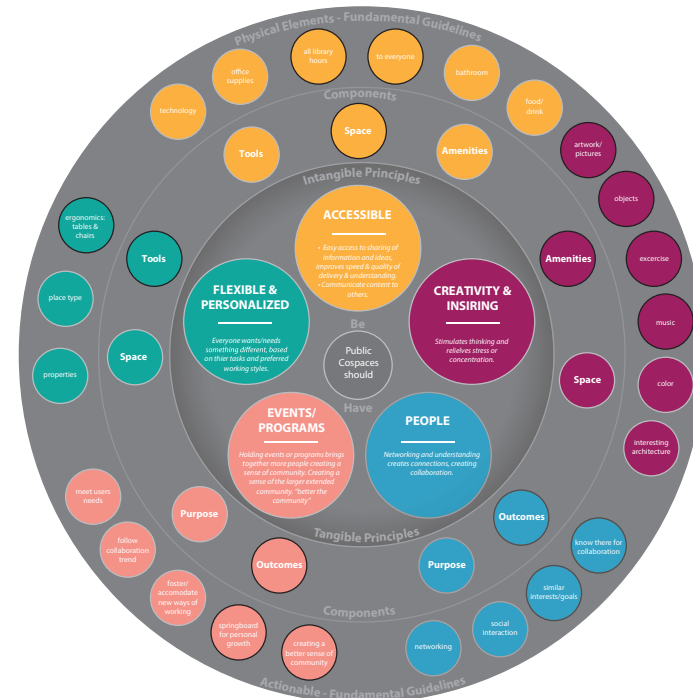 Physical Elements - Fundamental Guidelines
all library
hours
to everyone
office
supplies
bathroom
technology
food/
drink
Components
Space
Tools
Amenities
artwork/
pictures
objects
excercise
music
color
interesting
architecture
Amenities
Space
ergonomics:
tables &
chairs
place type
properties
Tools
Space
Intangible Principles
ACCESSIBLE
• Easy access to sharing of
information and ideas,
improves speed & quality of
delivery & understanding.
•Communicate content to
others.
FLEXIBLE &
PERSONALIZED
Everyone wants/needs
something different, based
on thier tasks and preferred
working styles.
CREATIVITY &
INSIRING
Stimulates thinking and
relielves stress or
concentration.
Be
Public
Cospaces
should
Have
EVENTS/
PROGRAMS
Holding events or programs brings
together more people creating a
sense of community. Creating a
sense of the larger extended
community. "better the
community"
PEOPLE
Networking and understanding
creates connections, creating
collaboration.
Tangible Principles
Purpose
Outcomes
Purpose
Outcomes
Components
meet users
needs
follow
collaboration
trend
foster/
accomodate
new ways of
working
springboard
for personal
growth
creating a
better sense of
community
networking
social
interaction
similar
interests/goals
know there for
collaboration
Actionable - Fundamental Guidelines